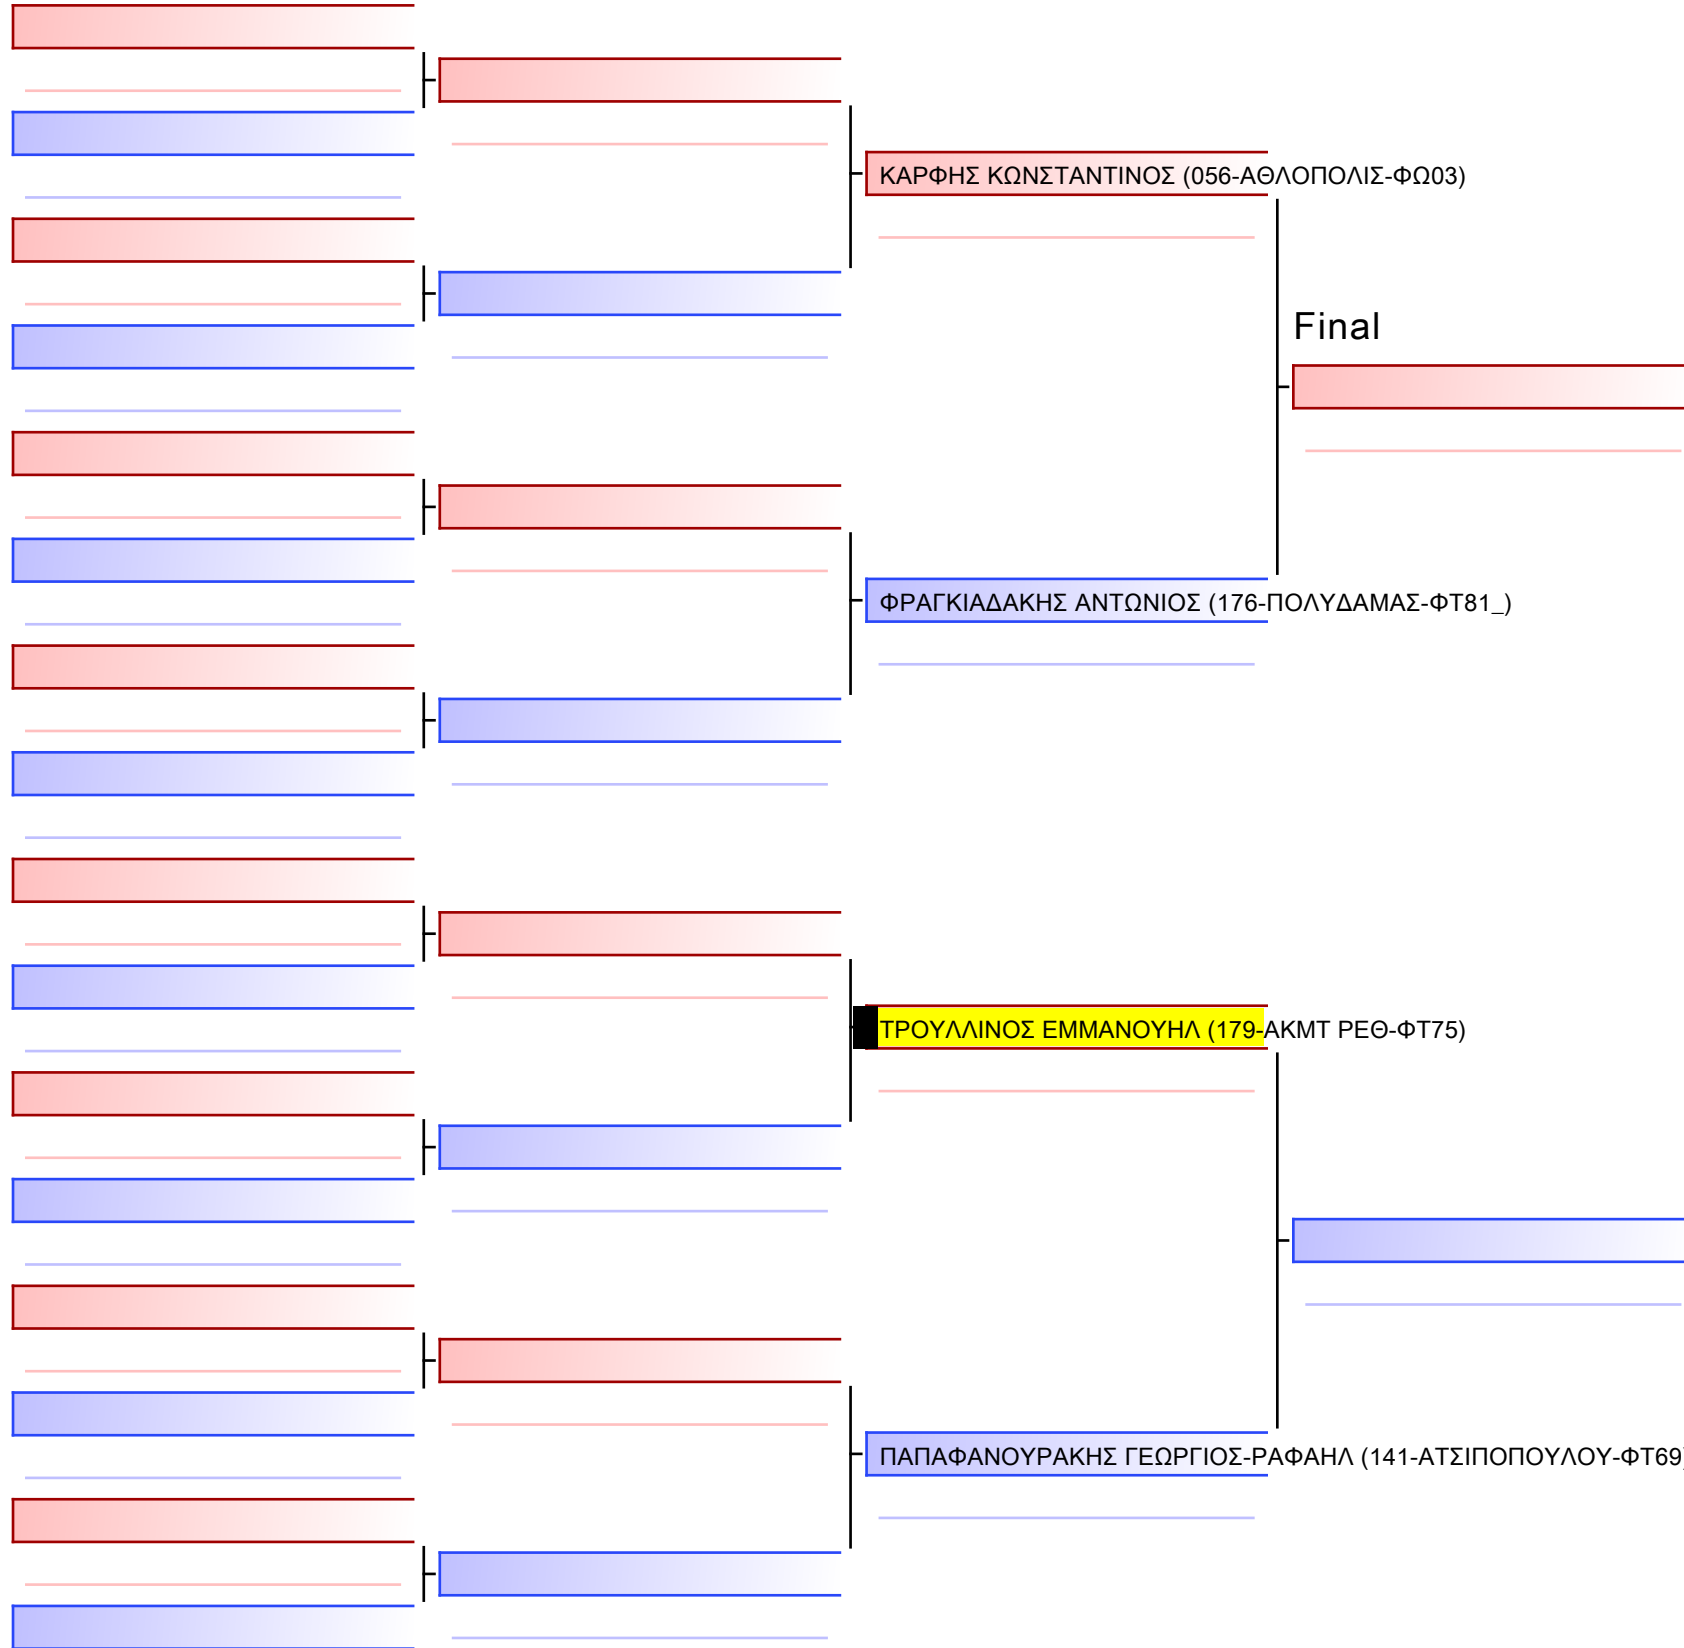 ΚΑΡΦΗΣ ΚΩΝΣΤΑΝΤΙΝΟΣ (056-ΑΘΛΟΠΟΛΙΣ-ΦΩ03)
Final
ΦΡΑΓΚΙΑΔΑΚΗΣ ΑΝΤΩΝΙΟΣ (176-ΠΟΛΥΔΑΜΑΣ-ΦΤ81_)
ΤΡΟΥΛΛΙΝΟΣ ΕΜΜΑΝΟΥΗΛ (179-ΑΚΜΤ ΡΕΘ-ΦΤ75)
ΠΑΠΑΦΑΝΟΥΡΑΚΗΣ ΓΕΩΡΓΙΟΣ-ΡΑΦΑΗΛ (141-ΑΤΣΙΠΟΠΟΥΛΟΥ-ΦΤ69)